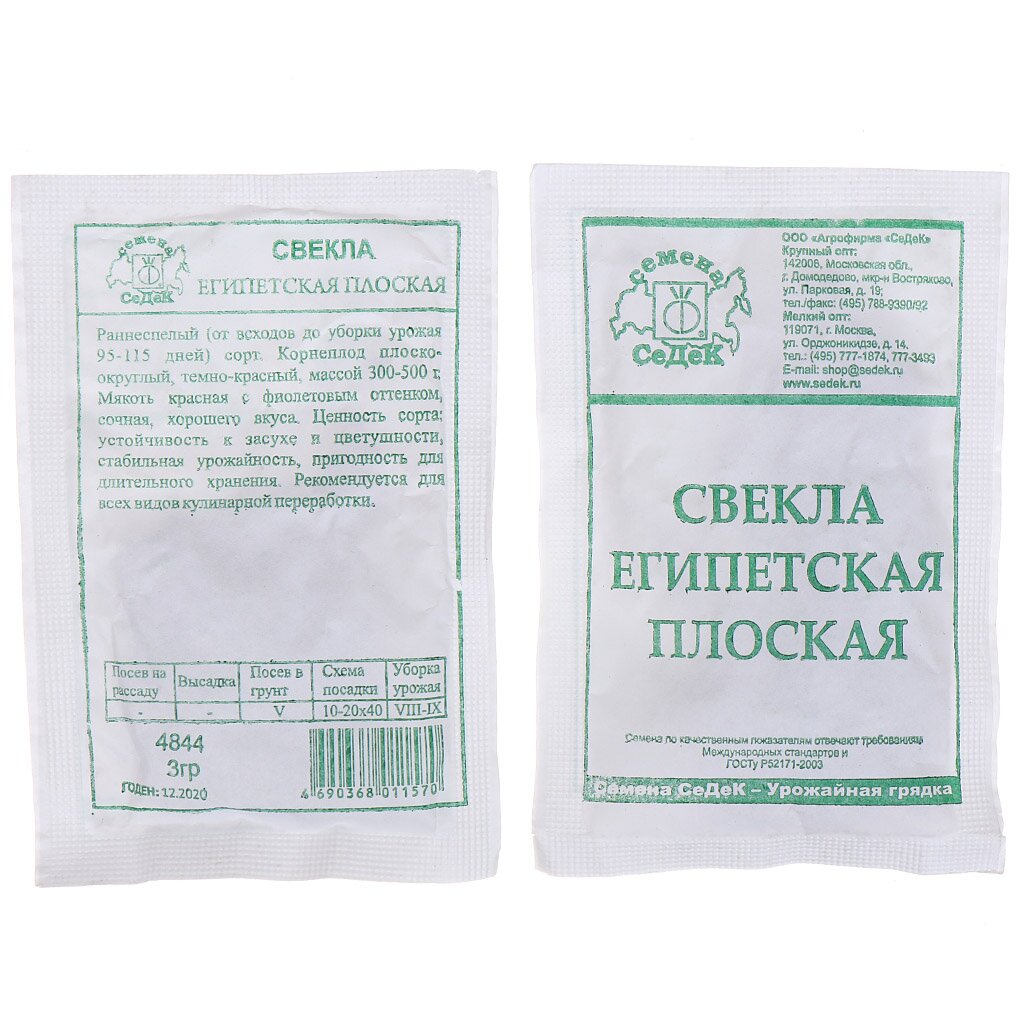 семена
СеДеК
СВЕКЛА
ЕГИПЕТСКАЯ ПЛОСКАЯ
Раннеспелый (от всходов до уборки урожая
95-115 дней) сорт. Корнеплод плоско-
округлый, темно-красный, массой 300-500 г.
Мякоть красная с фиолетовым оттенком,
сочная, хорошего вкуса. Ценность сорта:
устойчивость к засухе и цветушности,
стабильная урожайность, пригодность для
длительного хранения. Рекомендуется для
всех видов кулинарной переработки.
Посев на рассаду Высадка Посев в грунт Схема посадки Уборка урожая
- - V 10-20x40 VIII-IX
4844
3гр
ГОДЕН: 12.2020
4 690368 011570
семена
СеДеК
ООО «Агрофирма «СеДеК»
Крупный опт:
142006, Московская обл.,
г. Домодедово, мкр-н Востряково,
ул. Парковая, д. 19;
тел./факс: (495) 788-9390/92
Мелкий опт:
119071, г. Москва,
ул. Орджоникидзе, д. 14.
тел.: (495) 777-1874, 777-3493
E-mail: shop@sedek.ru
www.sedek.ru
СВЕКЛА
ЕГИПЕТСКАЯ
ПЛОСКАЯ
Семена по качественным показателям отвечают требованиям
Международных стандартов и
ГОСТУ Р52171-2003
Семена СеДеК – Урожайная грядка